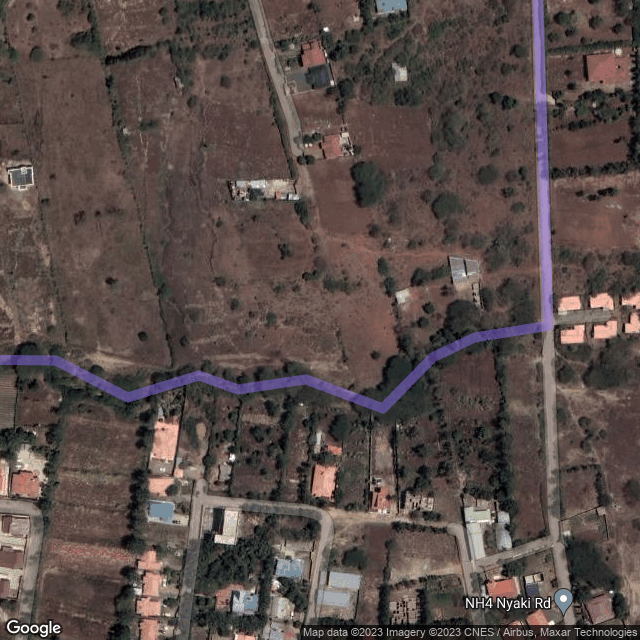 NH4 Nyaki Rd
Google
Map data ©2023 Imagery ©2023 CNES / Airbus, Maxar Technologies